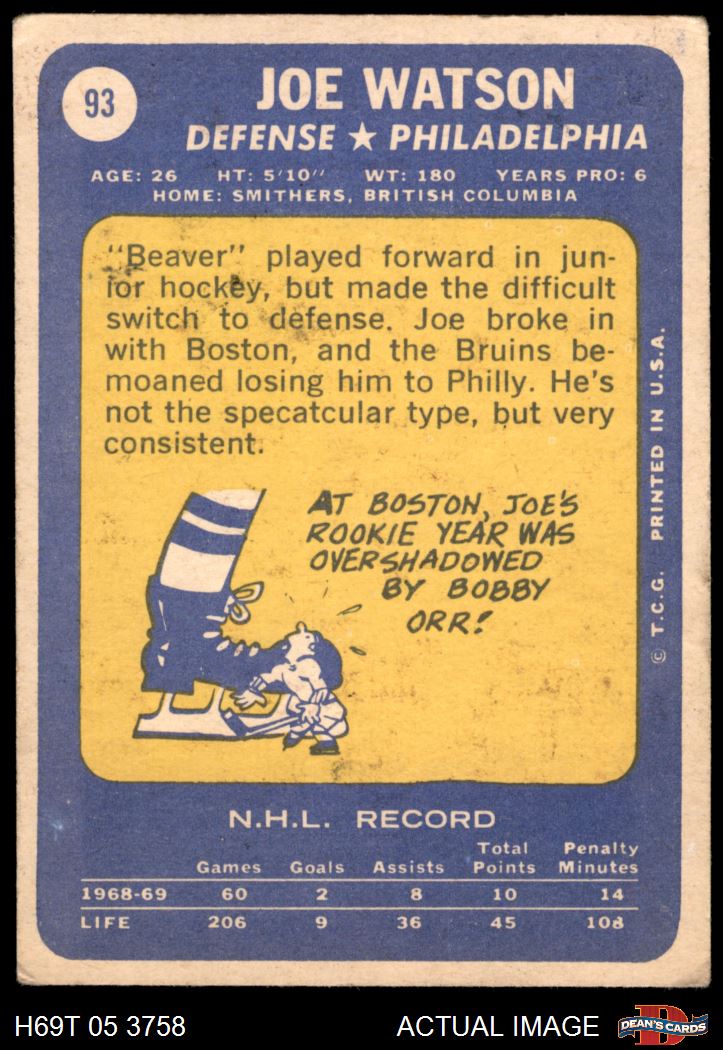 93
JOE WATSON
DEFENSE ★ PHILADELPHIA
AGE: 26 HT: 5'10'' WT: 180 YEARS PRO: 6
HOME: SMITHERS, BRITISH COLUMBIA
"Beaver" played forward in jun-
ior hockey, but made the difficult
switch to defense. Joe broke in
with Boston, and the Bruins be-
moaned losing him to Philly. He's
not the specatcular type, but very
consistent.
AT BOSTON, JOE'S
ROOKIE YEAR WAS
OVERSHADOWED
BY BOBBY
ORR!
© T.C.G. PRINTED IN U.S.A.
N.H.L. RECORD
Games Goals Assists Total Points Penalty Minutes
1968-69 60 2 8 10 14
LIFE 206 9 36 45 108
H69T 05 3758
ACTUAL IMAGE
D
DEAN'S CARDS